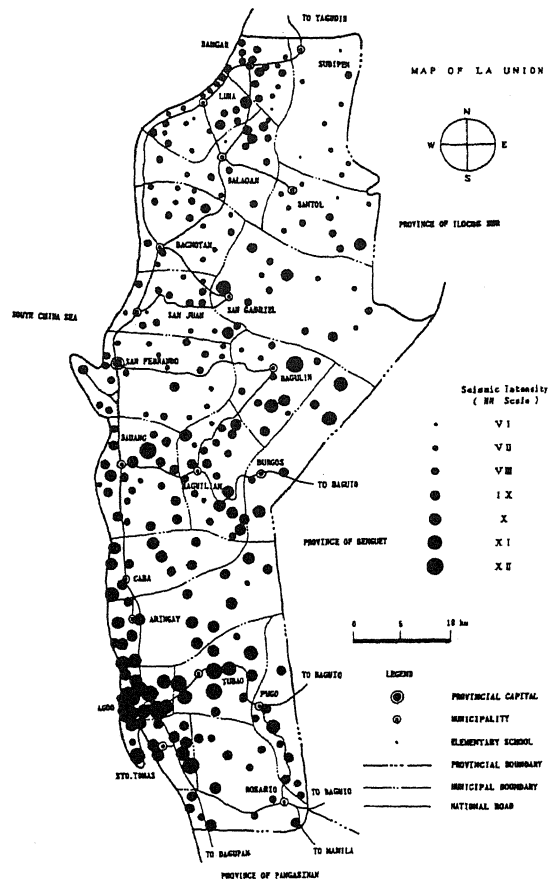 TO TAGUDIN
BANGAR
SUDIPEN
MAP OF LA UNION
LUNA
N
W E
S
BALAOAN
SANTOL
PROVINCE OF ILOCOS SUR
BACNOTAN
SAN GABRIEL
SAN JUAN
SOUTH CHINA SEA
SAN FERNANDO
BAGULIN
Seismic Intensity
( MM Scale )
VI
VII
VIII
IX
X
XI
XII
BAUANG
BURGOS
NAGUILIAN
TO BAGUIO
PROVINCE OF BENGUET
CABA
ARINGAY
0 5 10 km
TO BAGUIO
LEGEND
TUBAO
PUGO
PROVINCIAL CAPITAL
AGOO
MUNICIPALITY
ELEMENTARY SCHOOL
STO.TOMAS
PROVINCIAL BOUNDARY
ROSARIO
TO BAGUIO
MUNICIPAL BOUNDARY
NATIONAL ROAD
TO DAGUPAN
TO MANILA
PROVINCE OF PANGASINAN